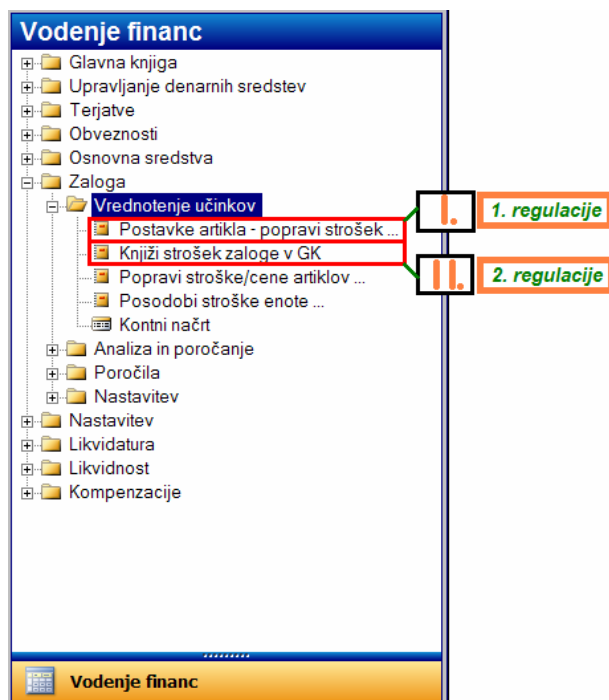 Vodenje financ
Glavna knjiga
Upravljanje denarnih sredstev
Terjatve
Obveznosti
Osnovna sredstva
Zaloga
Vrednotenje učinkov
Postavke artikla - popravi strošek ...
Knjiži strošek zaloge v GK
Popravi stroške/cene artiklov ...
Posodobi stroške enote ...
Kontni načrt
Analiza in poročanje
Poročila
Nastavitev
Nastavitev
Likvidatura
Likvidnost
Kompenzacije
I.
1. regulacije
II.
2. regulacije
Vodenje financ